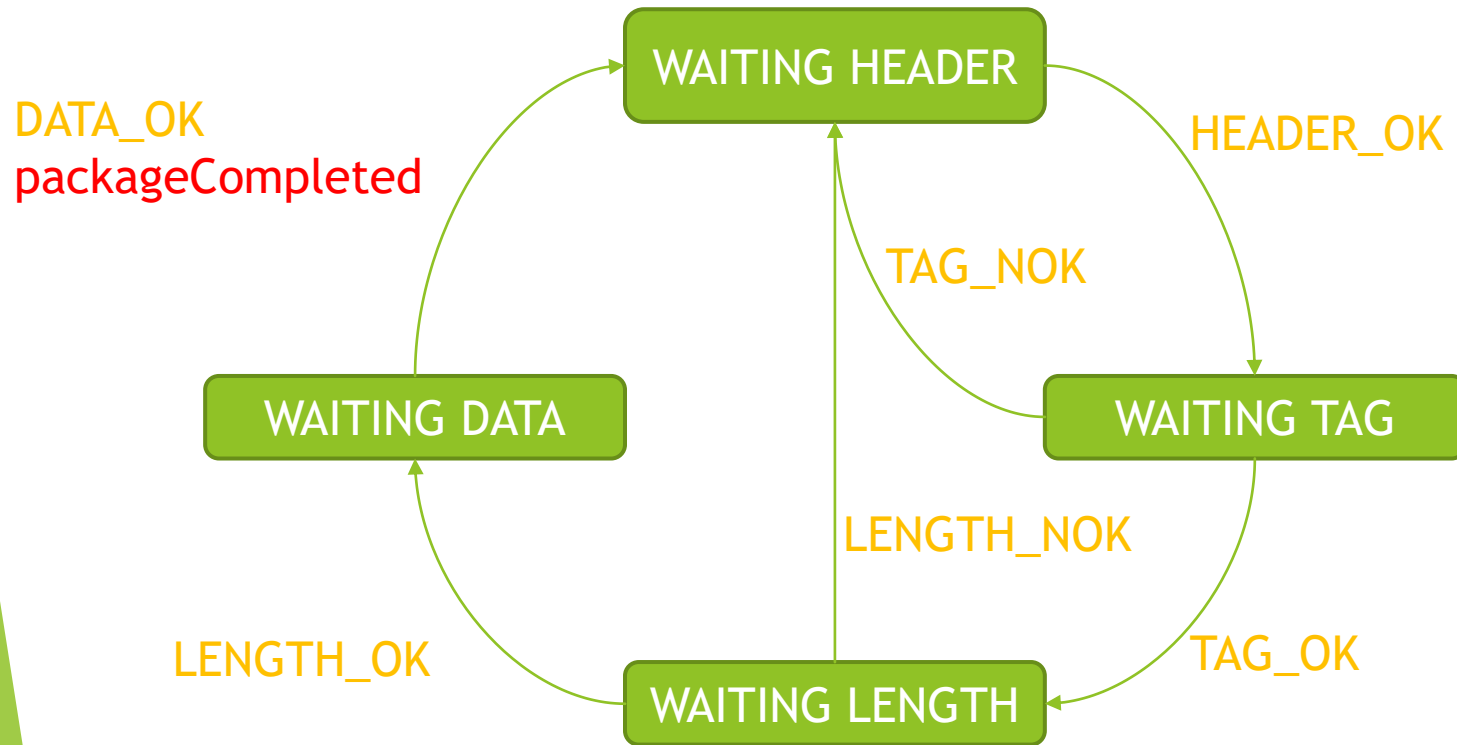 WAITING HEADER
DATA_OK
packageCompleted
HEADER_OK
TAG_NOK
WAITING DATA
WAITING TAG
LENGTH_NOK
LENGTH_OK
TAG_OK
WAITING LENGTH